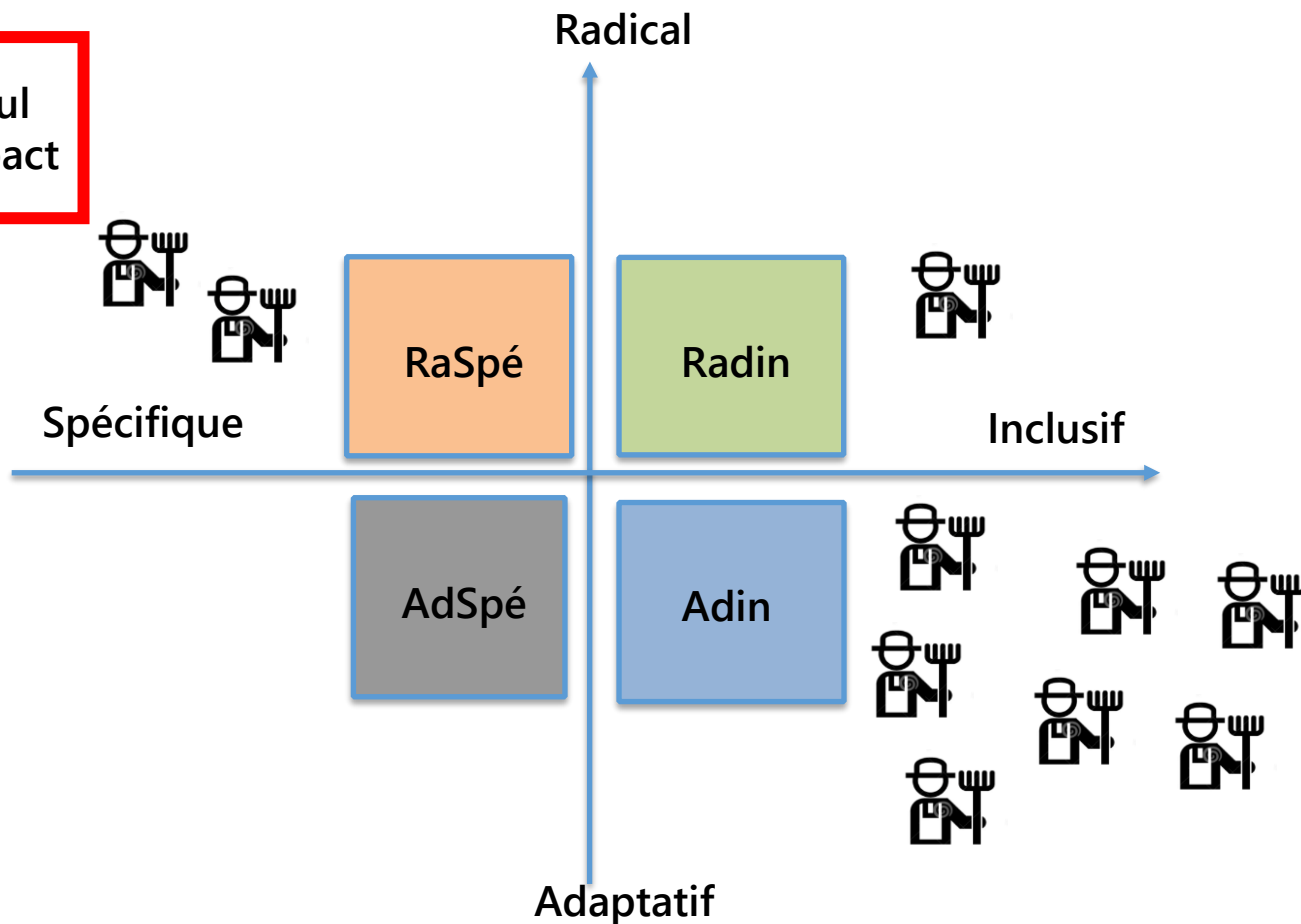 Radical
RaSpé
Radin
Spécifique
Inclusif
AdSpé
Adin
Adaptatif